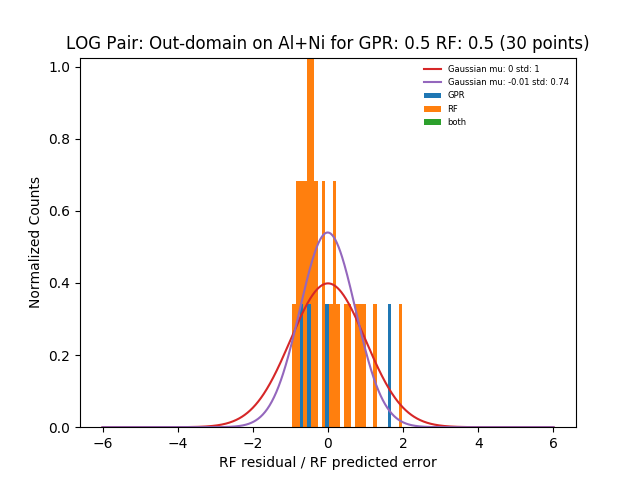 LOG Pair: Out-domain on Al+Ni for GPR: 0.5 RF: 0.5 (30 points)
Gaussian mu: 0 std: 1
Gaussian mu: -0.01 std: 0.74
GPR
RF
both
1.0
0.8
0.6
0.4
0.2
0.0
Normalized Counts
−6
−4
−2
0
2
4
6
RF residual / RF predicted error